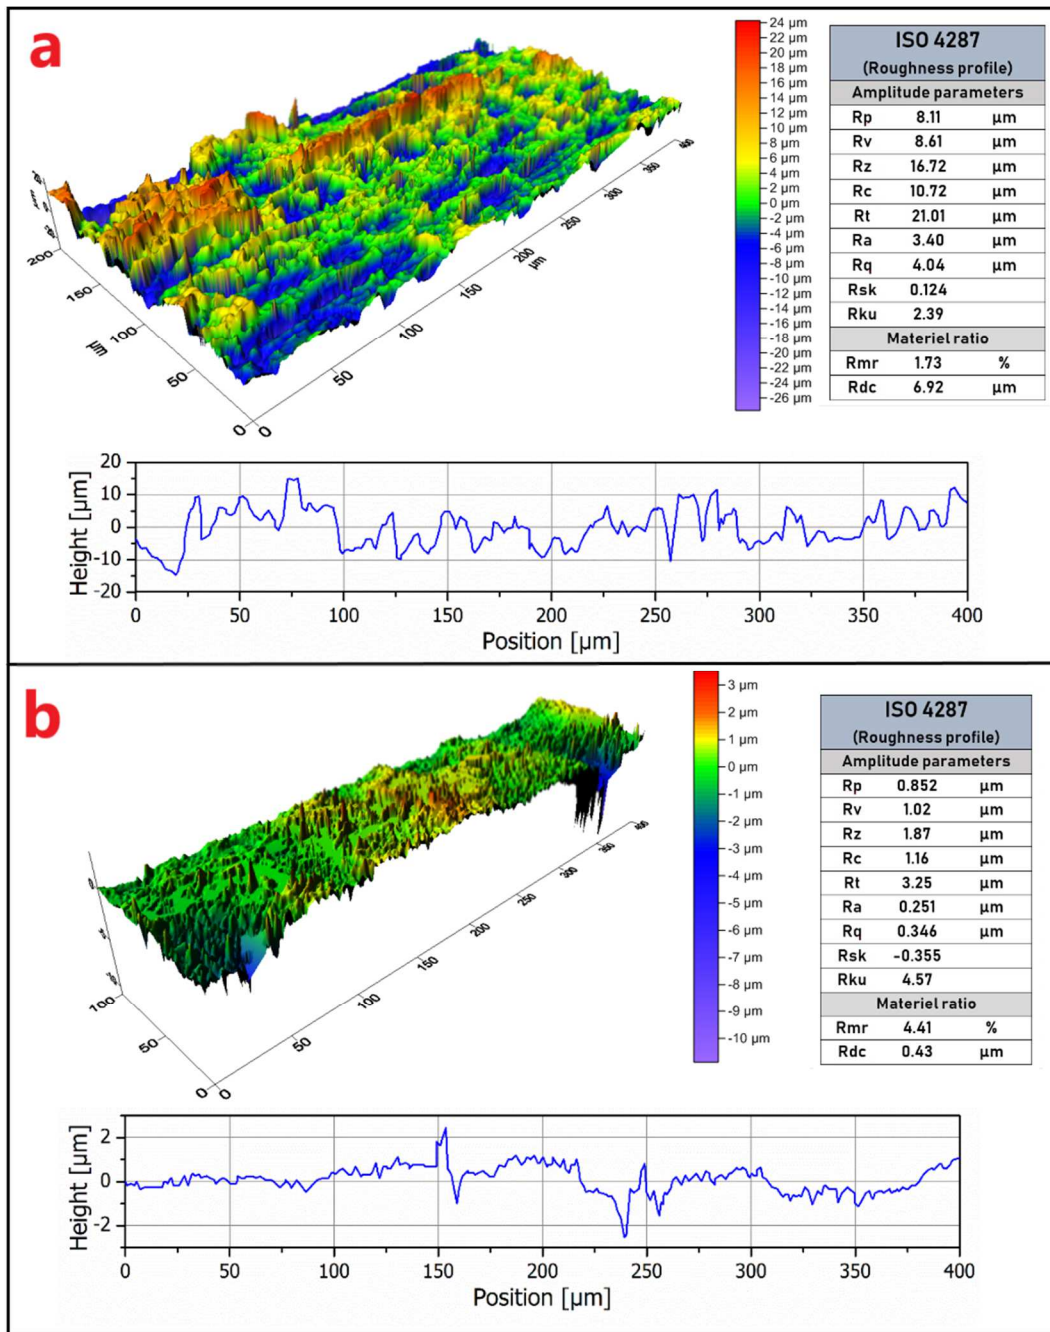 a
24 µm
22 µm
20 µm
18 µm
16 µm
14 µm
12 µm
10 µm
8 µm
6 µm
4 µm
2 µm
0 µm
-2 µm
-4 µm
-6 µm
-8 µm
-10 µm
-12 µm
-14 µm
-16 µm
-18 µm
-20 µm
-22 µm
-24 µm
-26 µm
ISO 4287
(Roughness profile)
Amplitude parameters
Rp 8.11 µm
Rv 8.61 µm
Rz 16.72 µm
Rc 10.72 µm
Rt 21.01 µm
Ra 3.40 µm
Rq 4.04 µm
Rsk 0.124
Rku 2.39
Materiel ratio
Rmr 1.73 %
Rdc 6.92 µm
200
150
100
50
0
µm
0
50
100
150
200
250
300
350
400
µm
Height [µm]
20
10
0
-10
-20
0 50 100 150 200 250 300 350 400
Position [µm]
b
3 µm
2 µm
1 µm
0 µm
-1 µm
-2 µm
-3 µm
-4 µm
-5 µm
-6 µm
-7 µm
-8 µm
-9 µm
-10 µm
ISO 4287
(Roughness profile)
Amplitude parameters
Rp 0.852 µm
Rv 1.02 µm
Rz 1.87 µm
Rc 1.16 µm
Rt 3.25 µm
Ra 0.251 µm
Rq 0.346 µm
Rsk -0.355
Rku 4.57
Materiel ratio
Rmr 4.41 %
Rdc 0.43 µm
100
50
0
0
50
100
150
200
250
300
350
400
Height [µm]
2
0
-2
0 50 100 150 200 250 300 350 400
Position [µm]